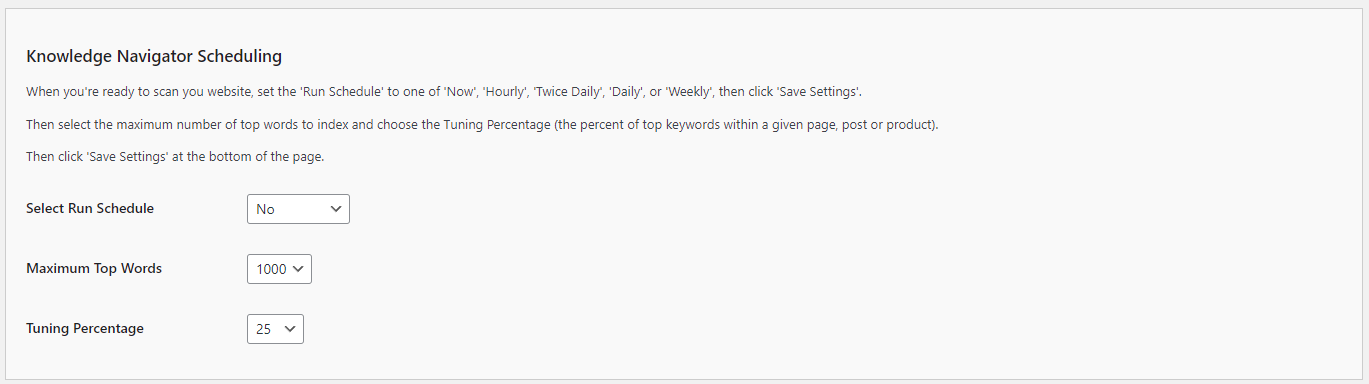 Knowledge Navigator Scheduling
When you're ready to scan you website, set the 'Run Schedule' to one of 'Now', 'Hourly', 'Twice Daily', 'Daily', or 'Weekly', then click 'Save Settings'.
Then select the maximum number of top words to index and choose the Tuning Percentage (the percent of top keywords within a given page, post or product).
Then click 'Save Settings' at the bottom of the page.
Select Run Schedule No
Maximum Top Words 1000
Tuning Percentage 25